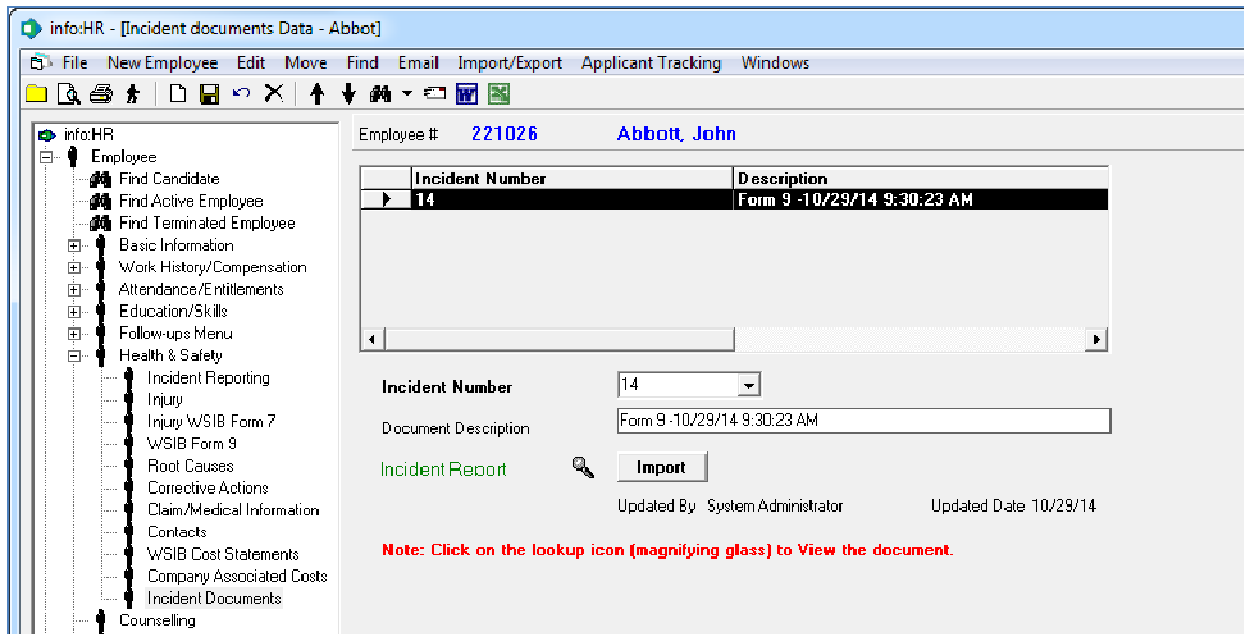 info:HR - [Incident documents Data - Abbot]
File New Employee Edit Move Find Email Import/Export Applicant Tracking Windows
info:HR
Employee
Find Candidate
Find Active Employee
Find Terminated Employee
Basic Information
Work History/Compensation
Attendance/Entitlements
Education/Skills
Follow-ups Menu
Health & Safety
Incident Reporting
Injury
Injury WSIB Form 7
WSIB Form 9
Root Causes
Corrective Actions
Claim/Medical Information
Contacts
WSIB Cost Statements
Company Associated Costs
Incident Documents
Counselling
Employee # 221026 Abbott, John
Incident Number Description
14 Form 9 -10/29/14 9:30:23 AM
Incident Number 14
Document Description Form 9 -10/29/14 9:30:23 AM
Incident Report Import
Updated By System Administrator Updated Date 10/29/14
Note: Click on the lookup icon (magnifying glass) to View the document.